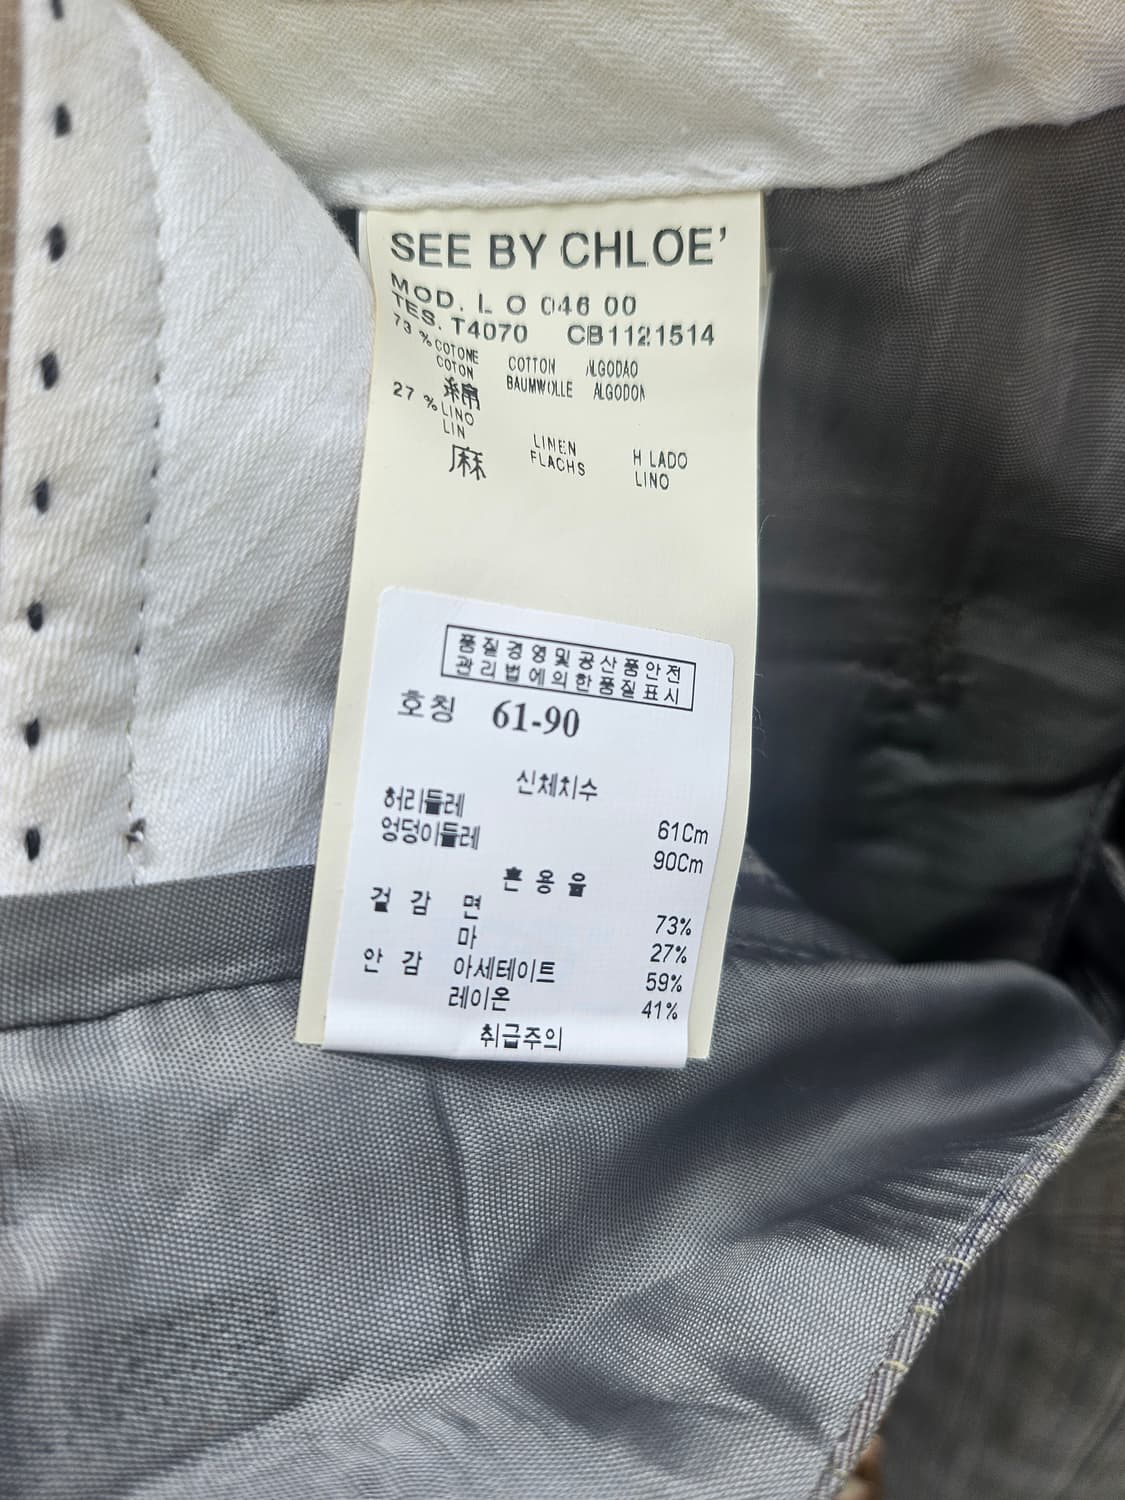 SEE BY CHLOE'
MOD. L O 046 00
TES. T4070 CB1121514
73 % COTONE COTTON ALGODAO
COTON BAUMWOLLE ALGODON
綿
27 % LINO LINEN H LADO
LIN FLACHS LINO
麻
품질경영및공산품안전
관리법에의한품질표시
호칭 61-90
신체치수
허리둘레 61Cm
엉덩이둘레 90Cm
혼용율
겉감 면 73%
마 27%
안감 아세테이트 59%
레이온 41%
취급주의